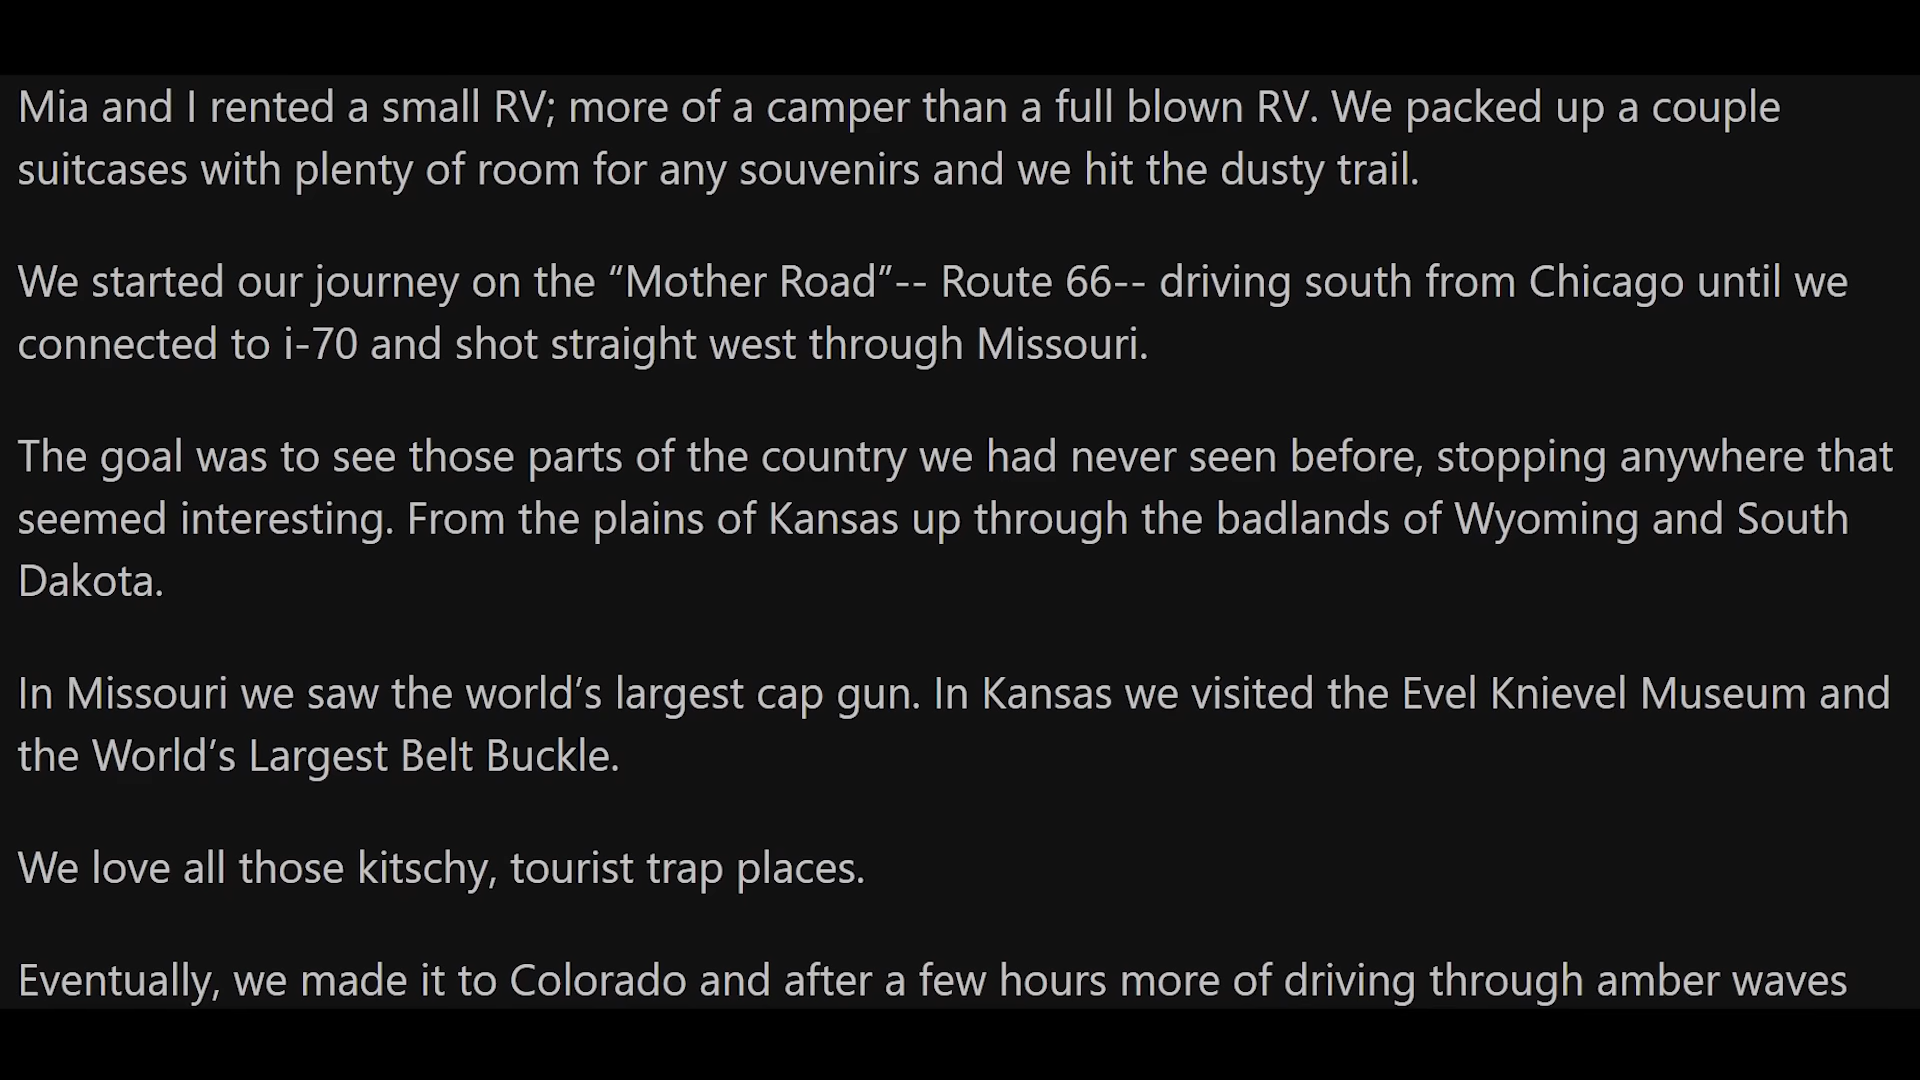 Mia and I rented a small RV; more of a camper than a full blown RV. We packed up a couple
suitcases with plenty of room for any souvenirs and we hit the dusty trail.
We started our journey on the “Mother Road”-- Route 66-- driving south from Chicago until we
connected to i-70 and shot straight west through Missouri.
The goal was to see those parts of the country we had never seen before, stopping anywhere that
seemed interesting. From the plains of Kansas up through the badlands of Wyoming and South
Dakota.
In Missouri we saw the world’s largest cap gun. In Kansas we visited the Evel Knievel Museum and
the World’s Largest Belt Buckle.
We love all those kitschy, tourist trap places.
Eventually, we made it to Colorado and after a few hours more of driving through amber waves